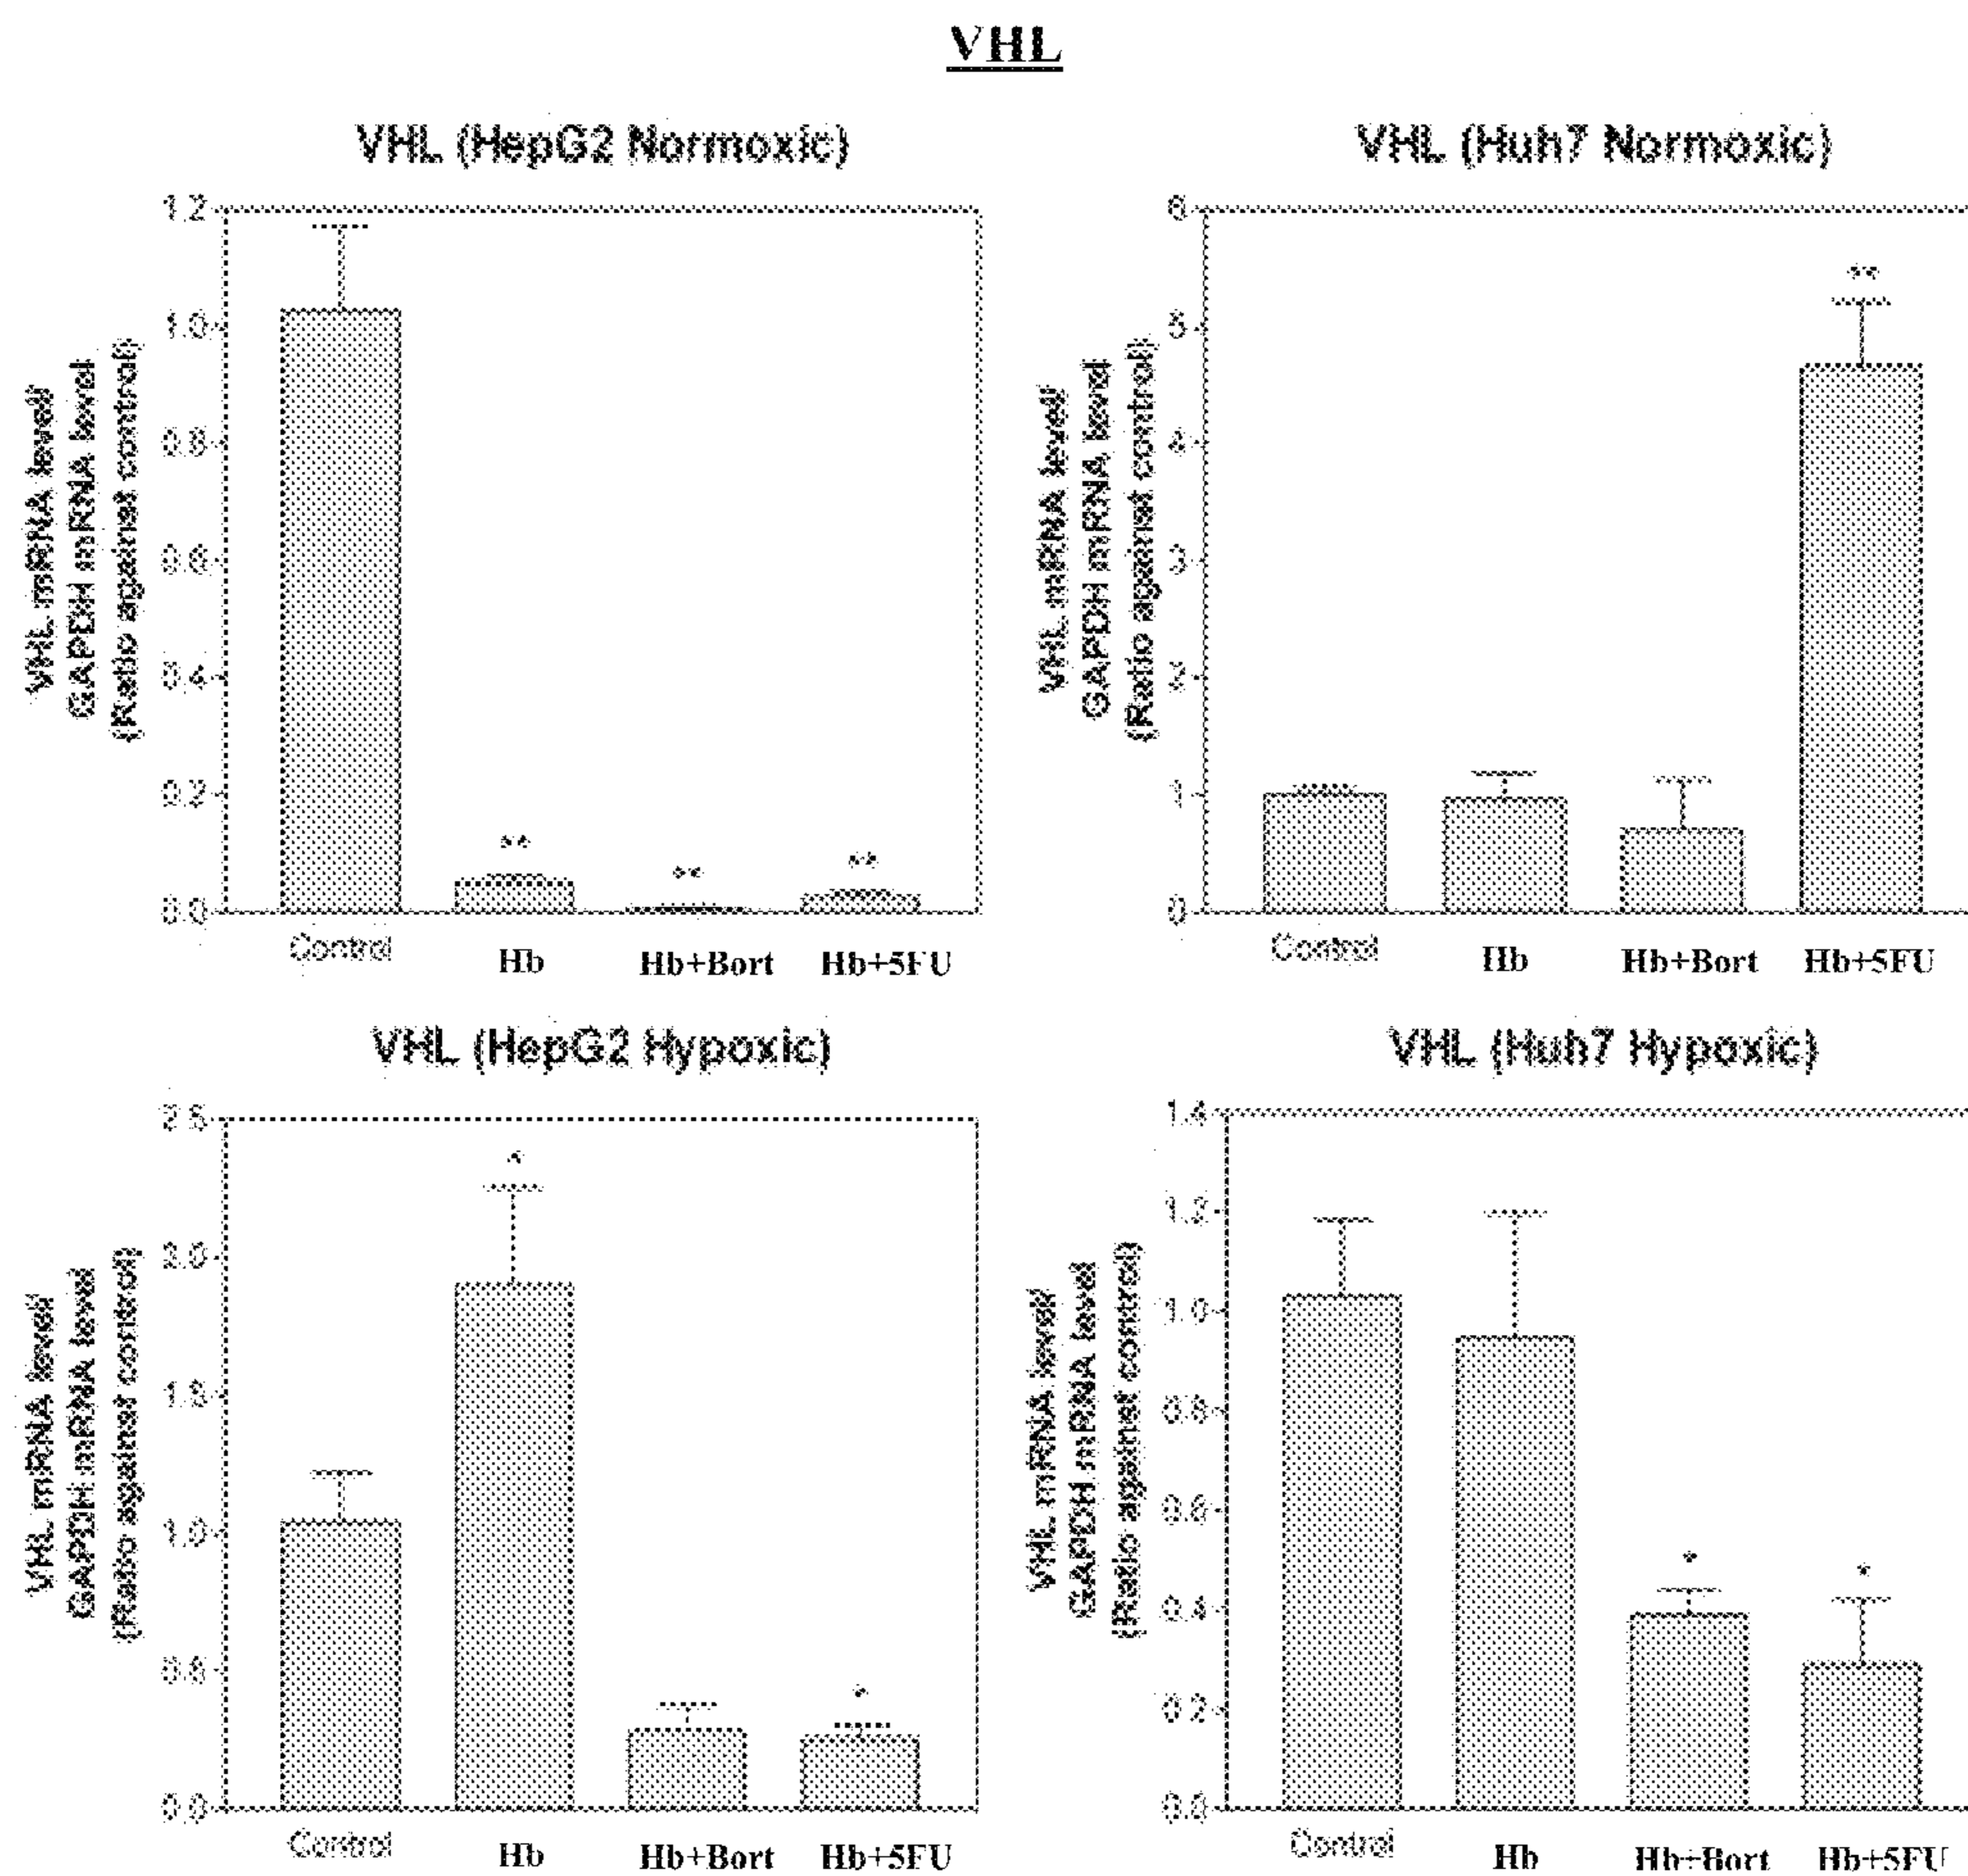 VHL
VHL (HepG2 Normoxic)
VHL mRNA level/
GAPDH mRNA level
(Ratio against control)
1.2
1.0
0.8
0.6
0.4
0.2
0.0
**
**
**
Control Hb Hb+Bort Hb+5FU
VHL (Huh7 Normoxic)
VHL mRNA level/
GAPDH mRNA level
(Ratio against control)
6
5
4
3
2
1
0
**
Control Hb Hb+Bort Hb+5FU
VHL (HepG2 Hypoxic)
VHL mRNA level/
GAPDH mRNA level
(Ratio against control)
2.5
2.0
1.5
1.0
0.5
0.0
*
*
Control Hb Hb+Bort Hb+5FU
VHL (Huh7 Hypoxic)
VHL mRNA level/
GAPDH mRNA level
(Ratio against control)
1.4
1.2
1.0
0.8
0.6
0.4
0.2
0.0
*
*
Control Hb Hb+Bort Hb+5FU